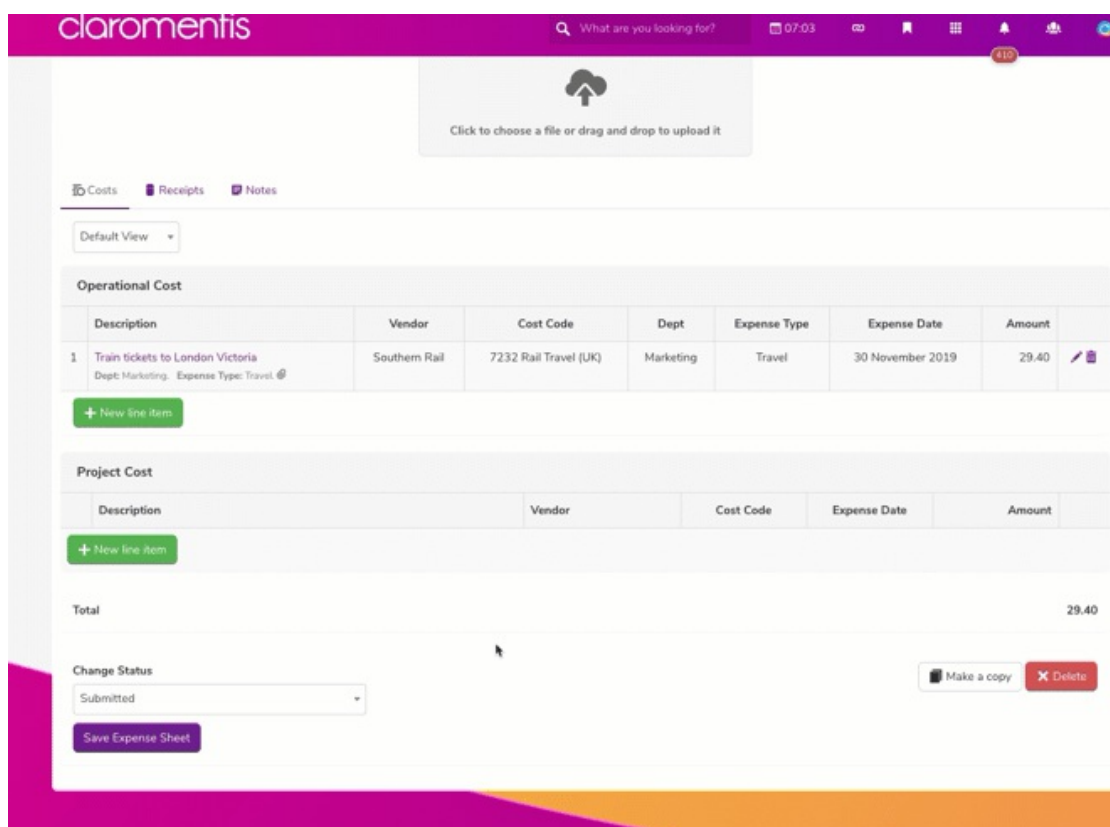 claromentis
What are you looking for?
07:03
410
Click to choose a file or drag and drop to upload it
Costs Receipts Notes
Default View
Operational Cost
Description Vendor Cost Code Dept Expense Type Expense Date Amount
1 Train tickets to London Victoria Southern Rail 7232 Rail Travel (UK) Marketing Travel 30 November 2019 29.40
Dept: Marketing. Expense Type: Travel.
New line item
Project Cost
Description Vendor Cost Code Expense Date Amount
New line item
Total 29.40
Change Status
Submitted
Make a copy Delete
Save Expense Sheet